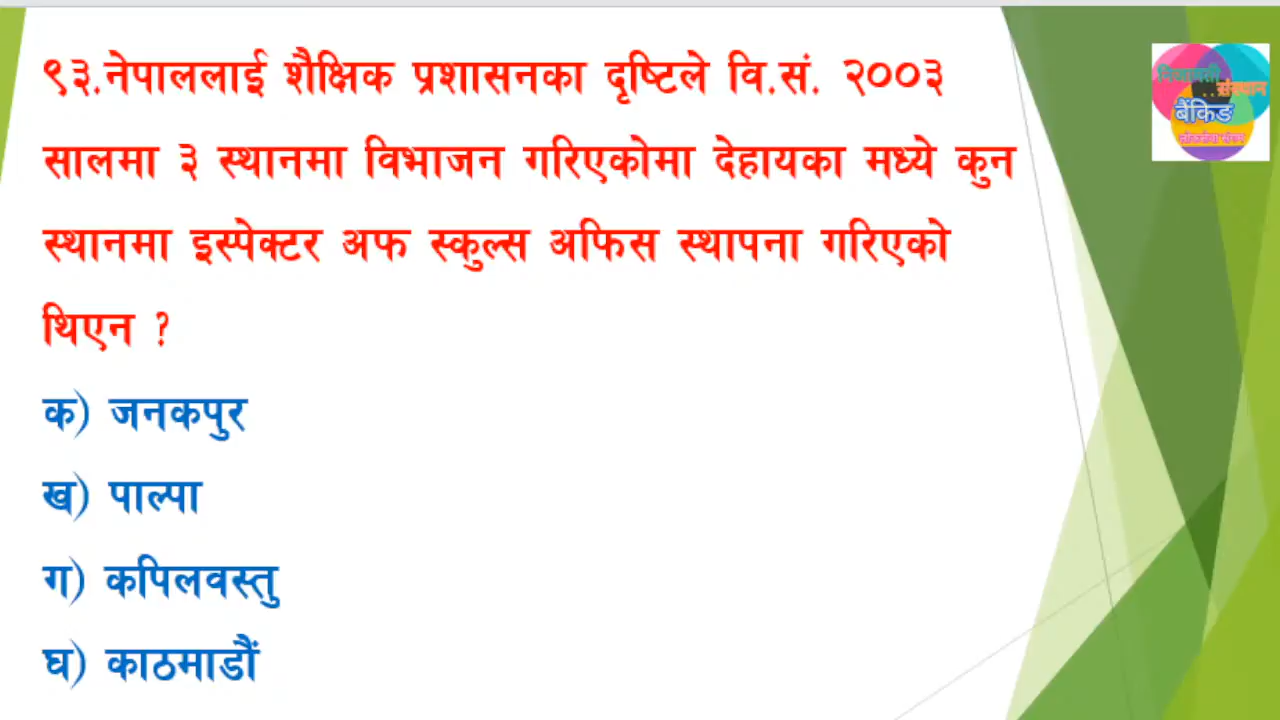 ९३.नेपाललाई शैक्षिक प्रशासनका दृष्टिले वि.सं. २००३
सालमा ३ स्थानमा विभाजन गरिएकोमा देहायका मध्ये कुन
स्थानमा इस्पेक्टर अफ स्कुल्स अफिस स्थापना गरिएको
थिएन ?
क) जनकपुर
ख) पाल्पा
ग) कपिलवस्तु
घ) काठमाडौं
..संस्थान
बैंकिङ